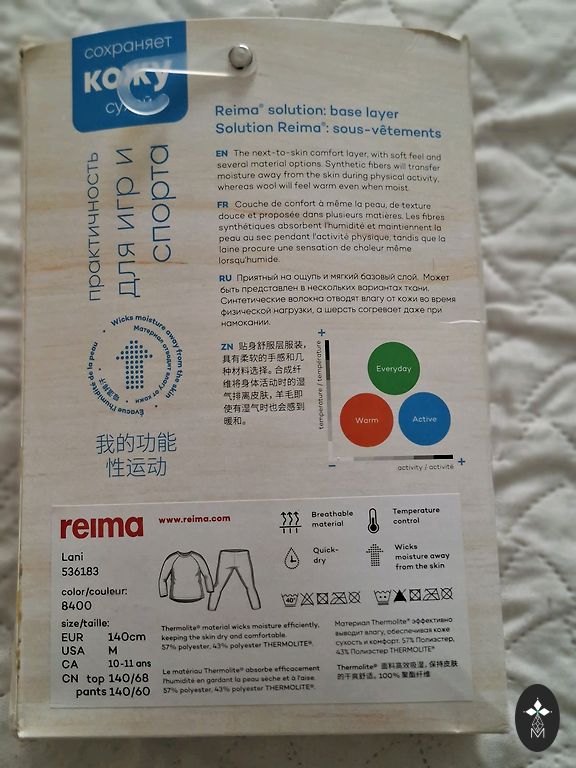 сохраняет
кожу
практичность
для игр и
спорта
Wicks moisture away from the skin
Материал отводит влагу от кожи
Évacue l'humidité de la peau
我的功能
性运动
Reima® solution: base layer
Solution Reima®: sous-vêtements
EN The next-to-skin comfort layer, with soft feel and
several material options. Synthetic fibers will transfer
moisture away from the skin during physical activity,
whereas wool will feel warm even when moist.
FR Couche de confort à même la peau, de texture
douce et proposée dans plusieurs matières. Les fibres
synthétiques absorbent l'humidité et maintiennent la
peau au sec pendant l'activité physique, tandis que la
laine procure une sensation de chaleur même
lorsqu'humide.
RU Приятный на ощупь и мягкий базовый слой. Может
быть представлен в нескольких вариантах ткани.
Синтетические волокна отводят влагу от кожи во время
физической нагрузки, а шерсть согревает даже при
намокании.
ZN 贴身舒服层服装,
具有柔软的手感和几
种材料选择。合成纤
维将身体活动时的湿
气排离皮肤,羊毛即
使有湿气时也会感到
暖和。
+
temperature / température
Everyday
Warm
Active
− +
activity / activité
reima
www.reima.com
Lani
536183
color/couleur:
8400
size/taille:
EUR 140cm
USA M
CA 10-11 ans
CN top 140/68
pants 140/60
Breathable
material
Temperature
control
Quick-
dry
Wicks
moisture away
from the skin
40°
Thermolite® material wicks moisture efficiently,
keeping the skin dry and comfortable.
57% polyester, 43% polyester THERMOLITE®.
Le matériau Thermolite® absorbe efficacement
l'humidité en gardant la peau sèche et à l'aise.
57% polyester, 43% polyester THERMOLITE®.
Материал Thermolite® эффективно
выводит влагу, обеспечивая коже
сухость и комфорт. 57% Полиэстер,
43% Полиэстер THERMOLITE®.
Thermolite® 面料高效吸湿,保持皮肤
的干爽舒适。100% 聚酯纤维
M